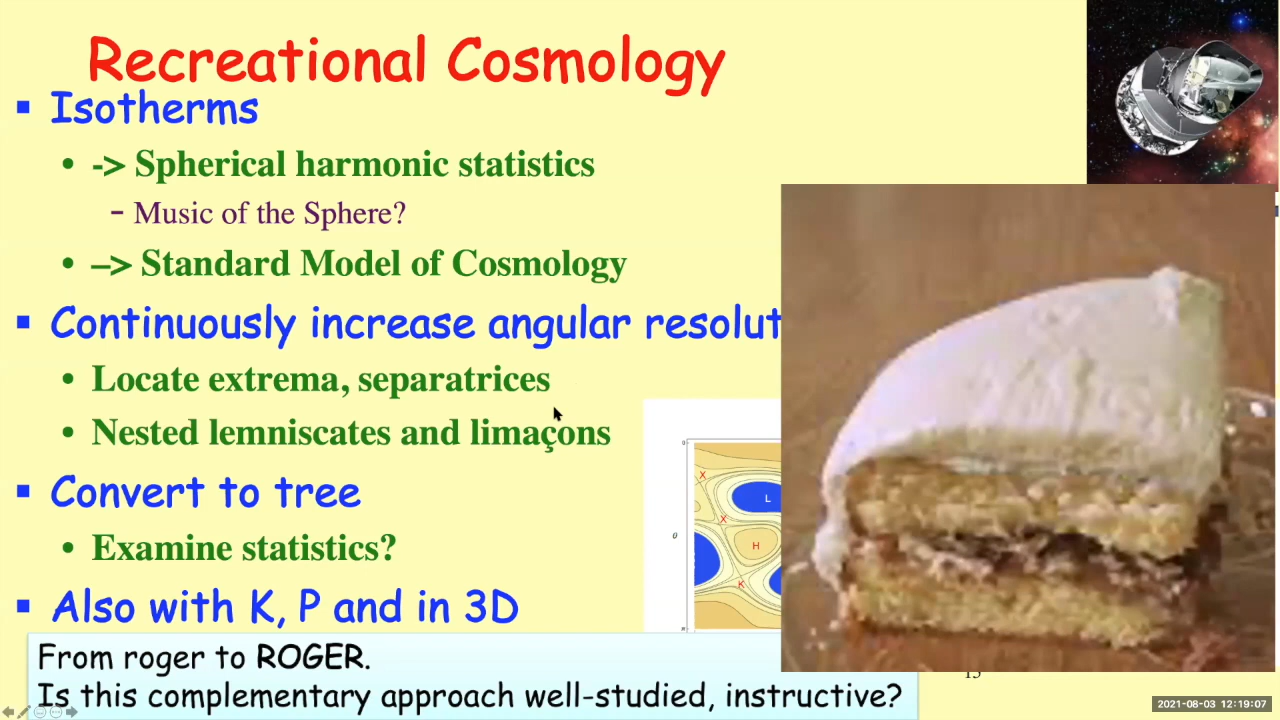 Recreational Cosmology
▪ Isotherms
• -> Spherical harmonic statistics
– Music of the Sphere?
• –> Standard Model of Cosmology
▪ Continuously increase angular resolut
• Locate extrema, separatrices
• Nested lemniscates and limaçons
▪ Convert to tree
• Examine statistics?
▪ Also with K, P and in 3D
0
X
L
X
θ
H
X
π
From roger to ROGER.
Is this complementary approach well-studied, instructive?
2021-08-03 12:19:07